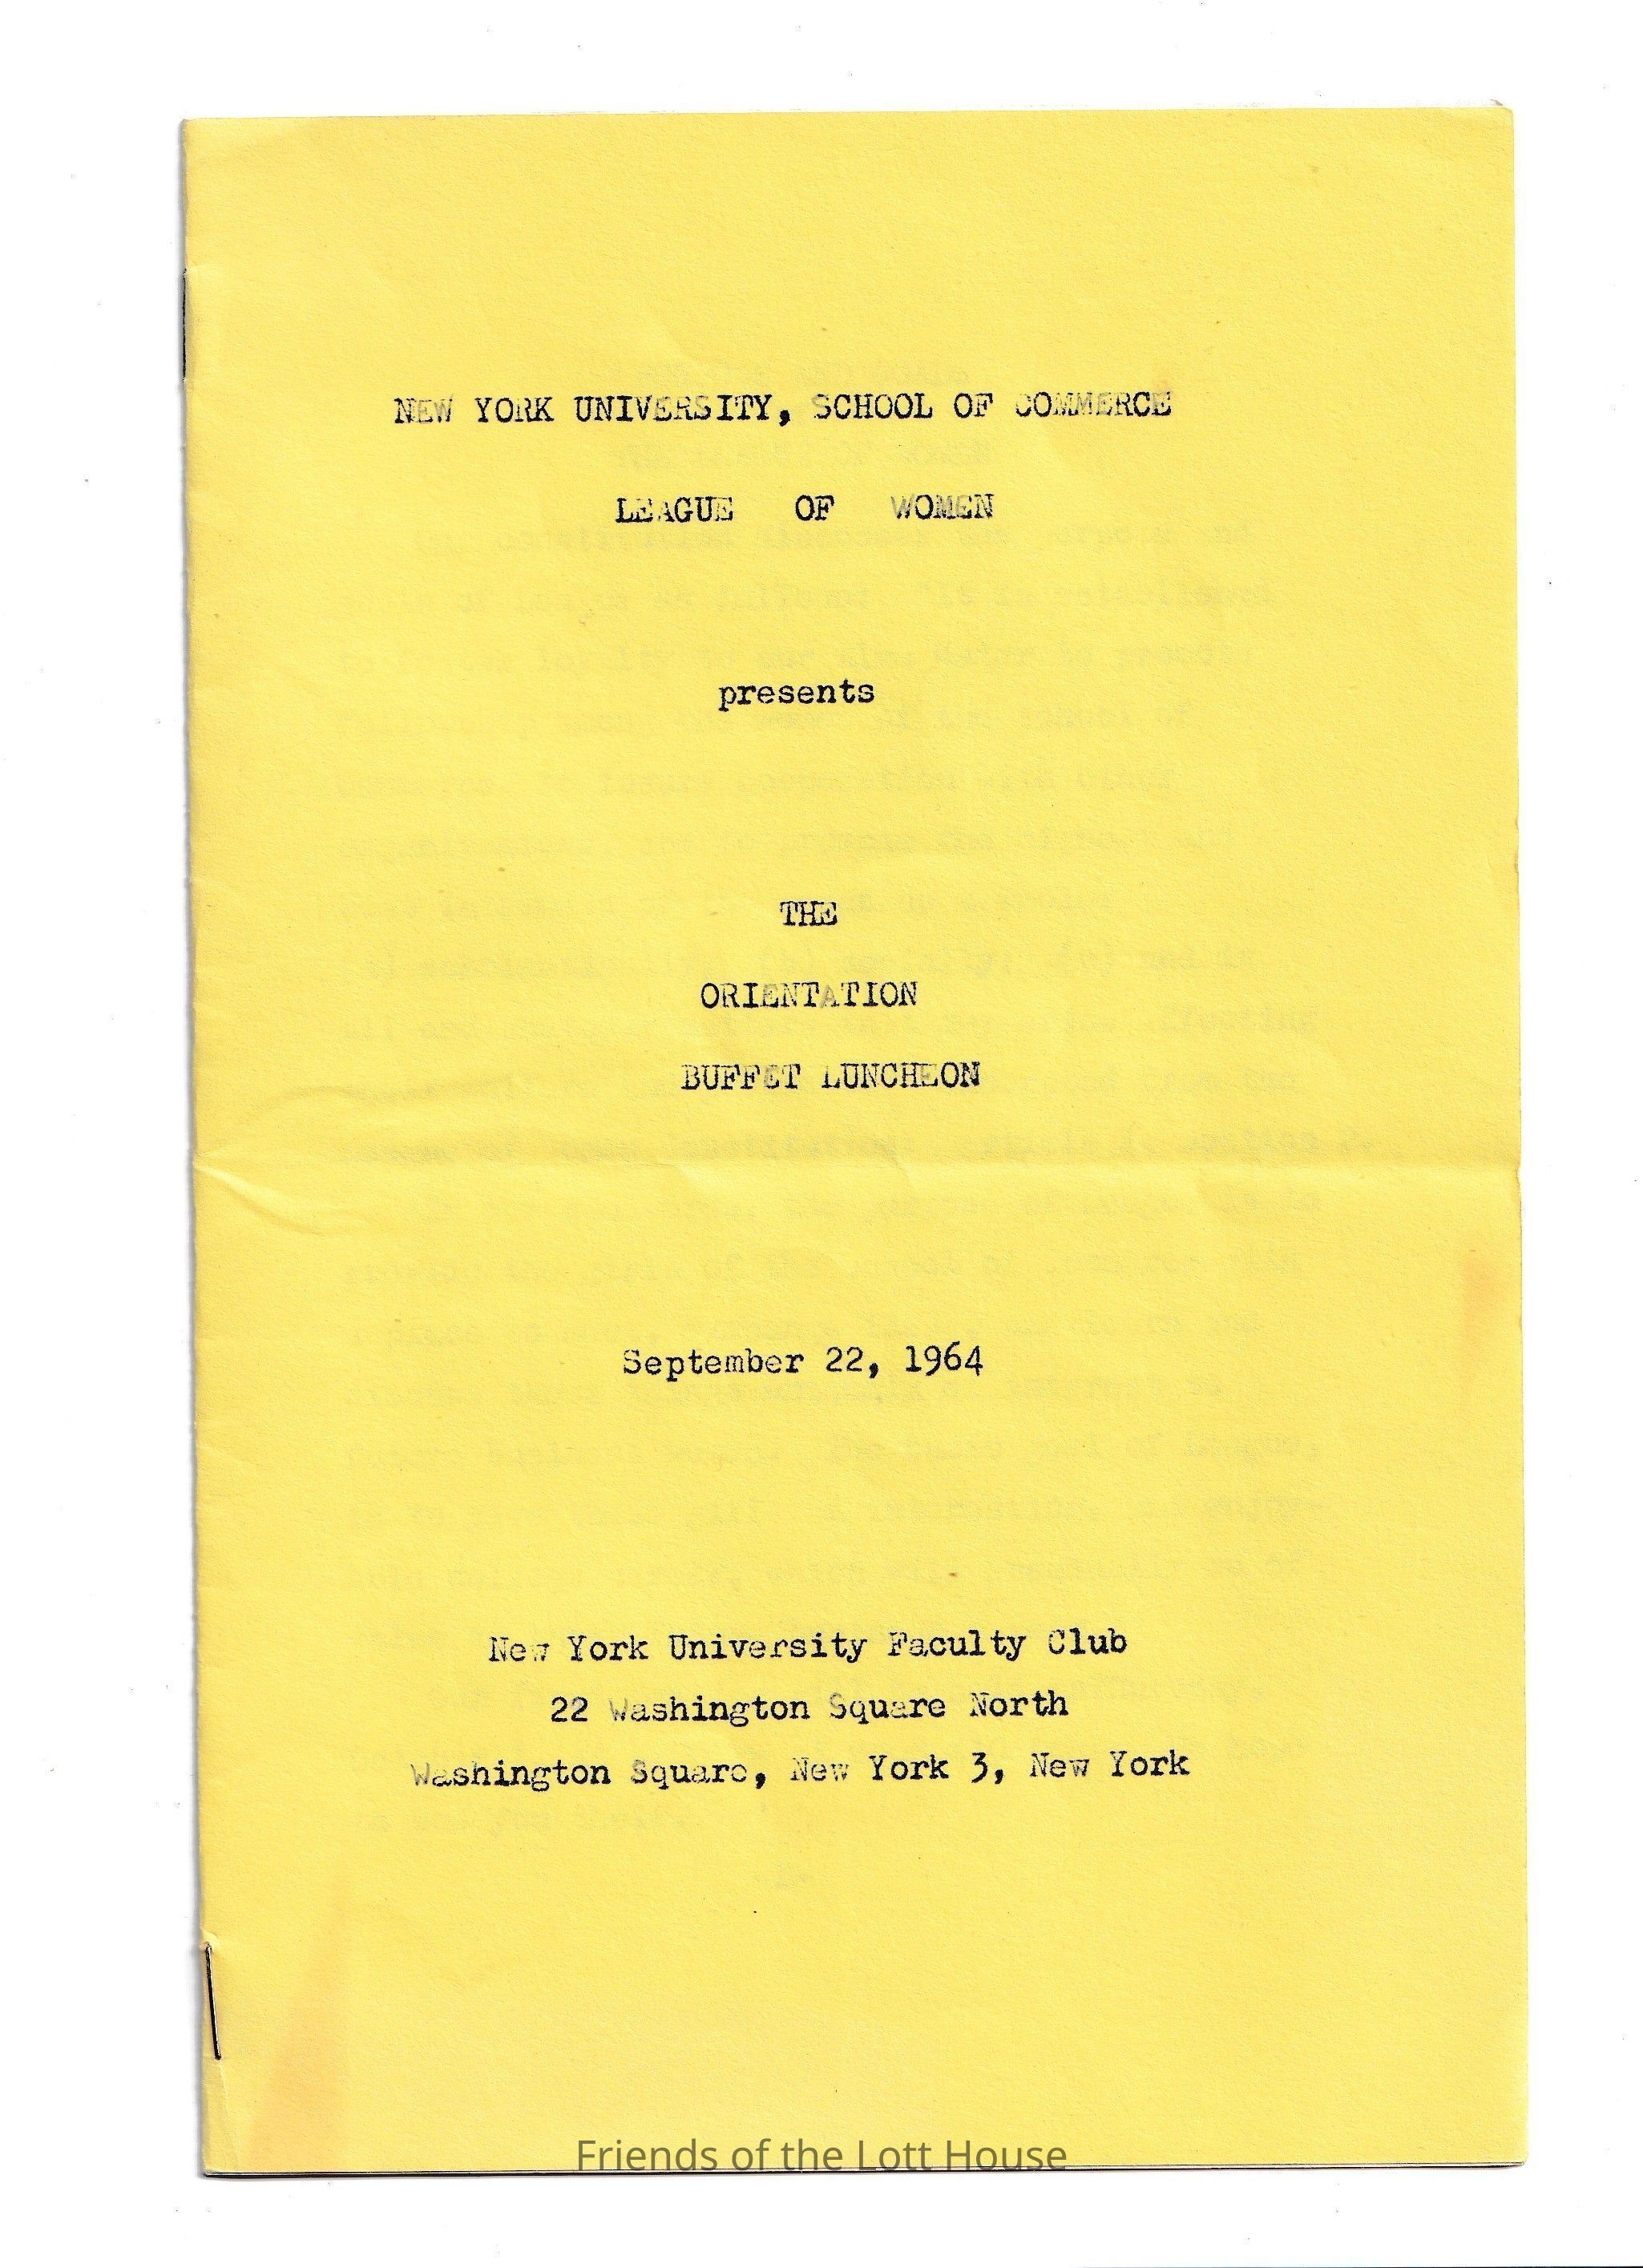 NEW YORK UNIVERSITY, SCHOOL OF COMMERCE
LEAGUE OF WOMEN
presents
THE
ORIENTATION
BUFFET LUNCHEON
September 22, 1964
New York University Faculty Club
22 Washington Square North
Washington Square, New York 3, New York
Friends of the Lott House